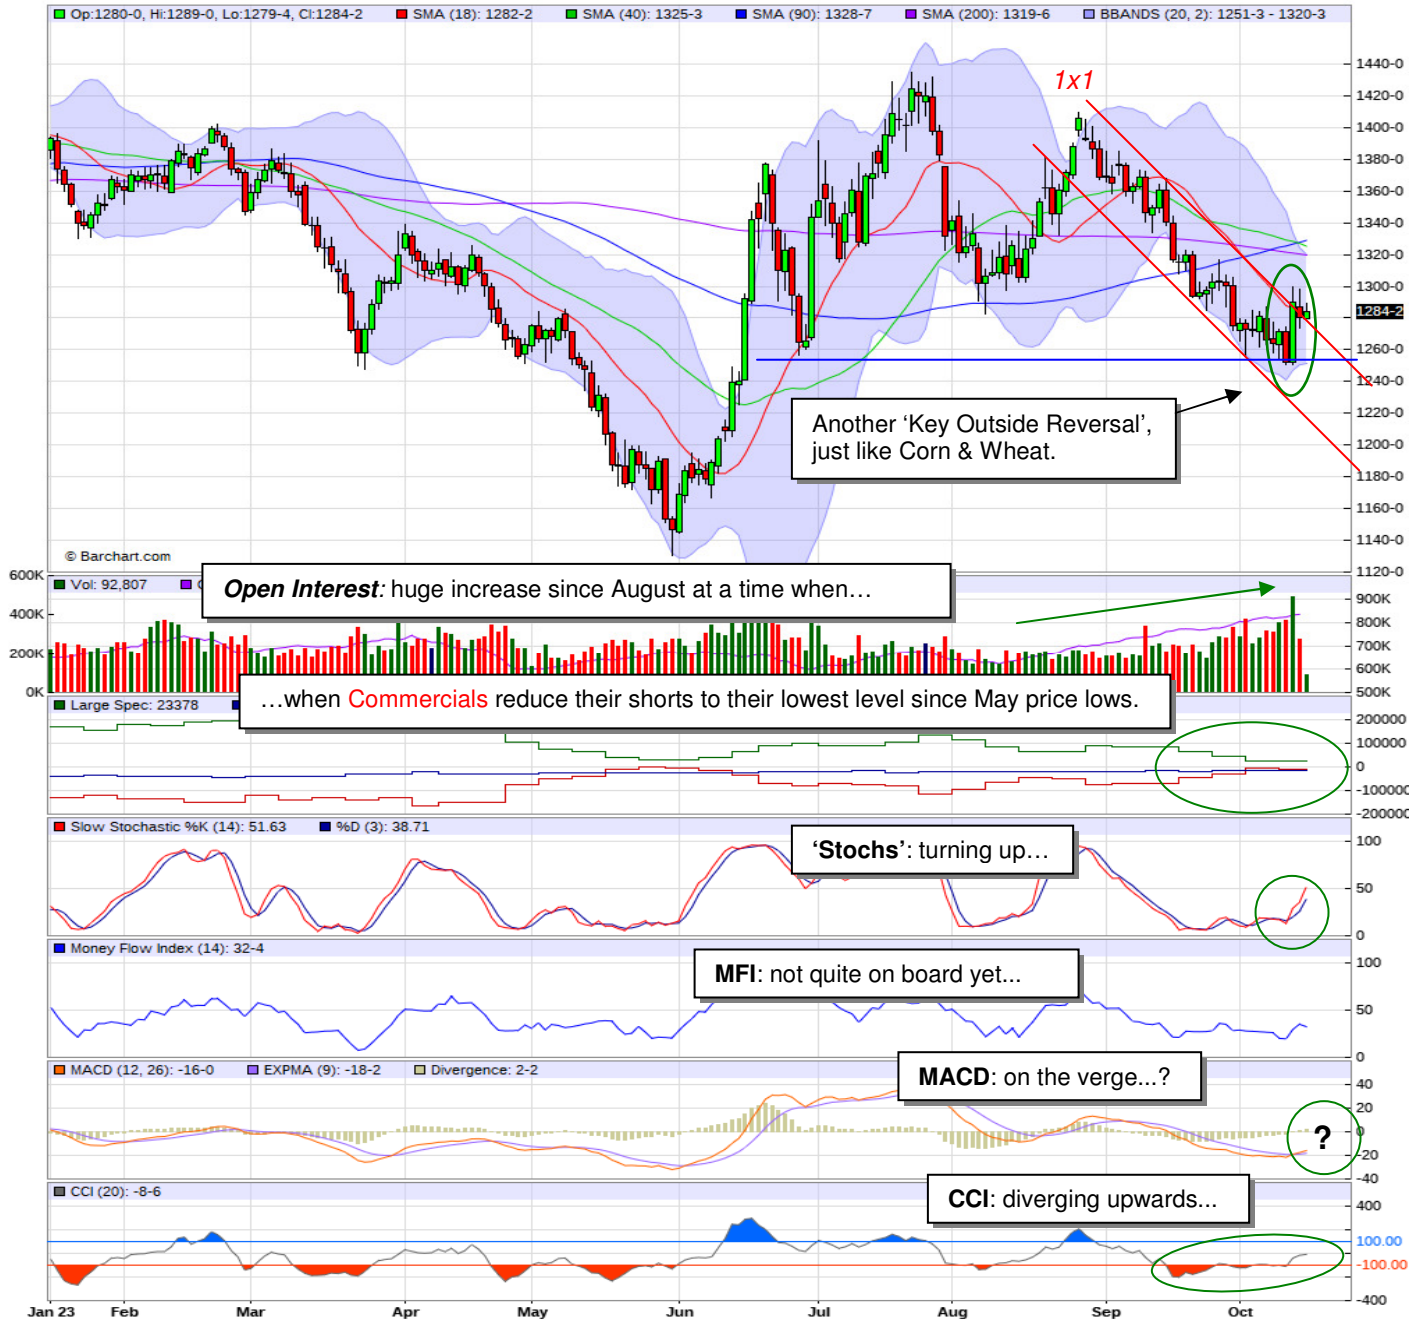 Op:1280-0, Hi:1289-0, Lo:1279-4, Cl:1284-2 SMA (18): 1282-2 SMA (40): 1325-3 SMA (90): 1328-7 SMA (200): 1319-6 BBANDS (20, 2): 1251-3 - 1320-3
1x1
1440-0
1420-0
1400-0
1380-0
1360-0
1340-0
1320-0
1300-0
1284-2
1260-0
1240-0
1220-0
1200-0
1180-0
1160-0
1140-0
1120-0
Another ‘Key Outside Reversal’,
just like Corn & Wheat.
© Barchart.com
600K
400K
200K
0K
Vol: 92,807
Open Interest: huge increase since August at a time when…
900K
800K
700K
600K
500K
…when Commercials reduce their shorts to their lowest level since May price lows.
Large Spec: 23378
200000
100000
0
-100000
-200000
Slow Stochastic %K (14): 51.63 %D (3): 38.71
‘Stochs’: turning up…
100
50
0
Money Flow Index (14): 32-4
MFI: not quite on board yet...
100
50
0
MACD (12, 26): -16-0 EXPMA (9): -18-2 Divergence: 2-2
MACD: on the verge...?
?
40
20
0
-20
-40
CCI (20): -8-6
CCI: diverging upwards...
400
100.00
-100.00
-400
Jan 23 Feb Mar Apr May Jun Jul Aug Sep Oct